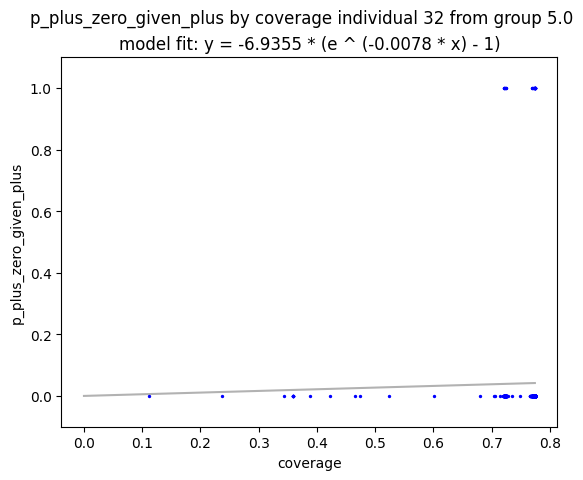 p_plus_zero_given_plus by coverage individual 32 from group 5.0
model fit: y = -6.9355 * (e ^ (-0.0078 * x) - 1)
1.0
0.8
0.6
0.4
0.2
0.0
p_plus_zero_given_plus
0.0 0.1 0.2 0.3 0.4 0.5 0.6 0.7 0.8
coverage